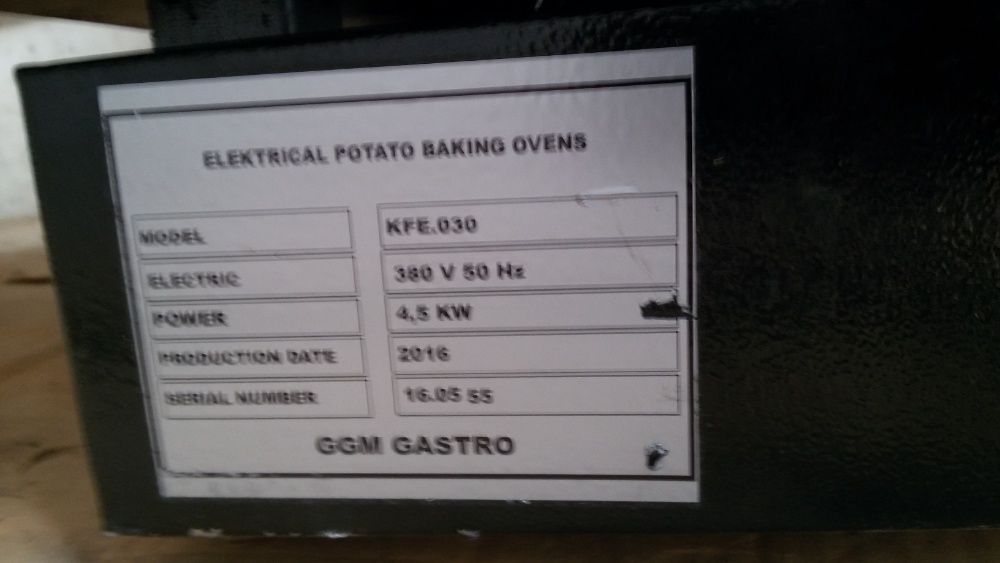 ELEKTRICAL POTATO BAKING OVENS
MODEL KFE.030
ELECTRIC 380 V 50 Hz
POWER 4,5 KW
PRODUCTION DATE 2016
SERIAL NUMBER 16.05 55
GGM GASTRO